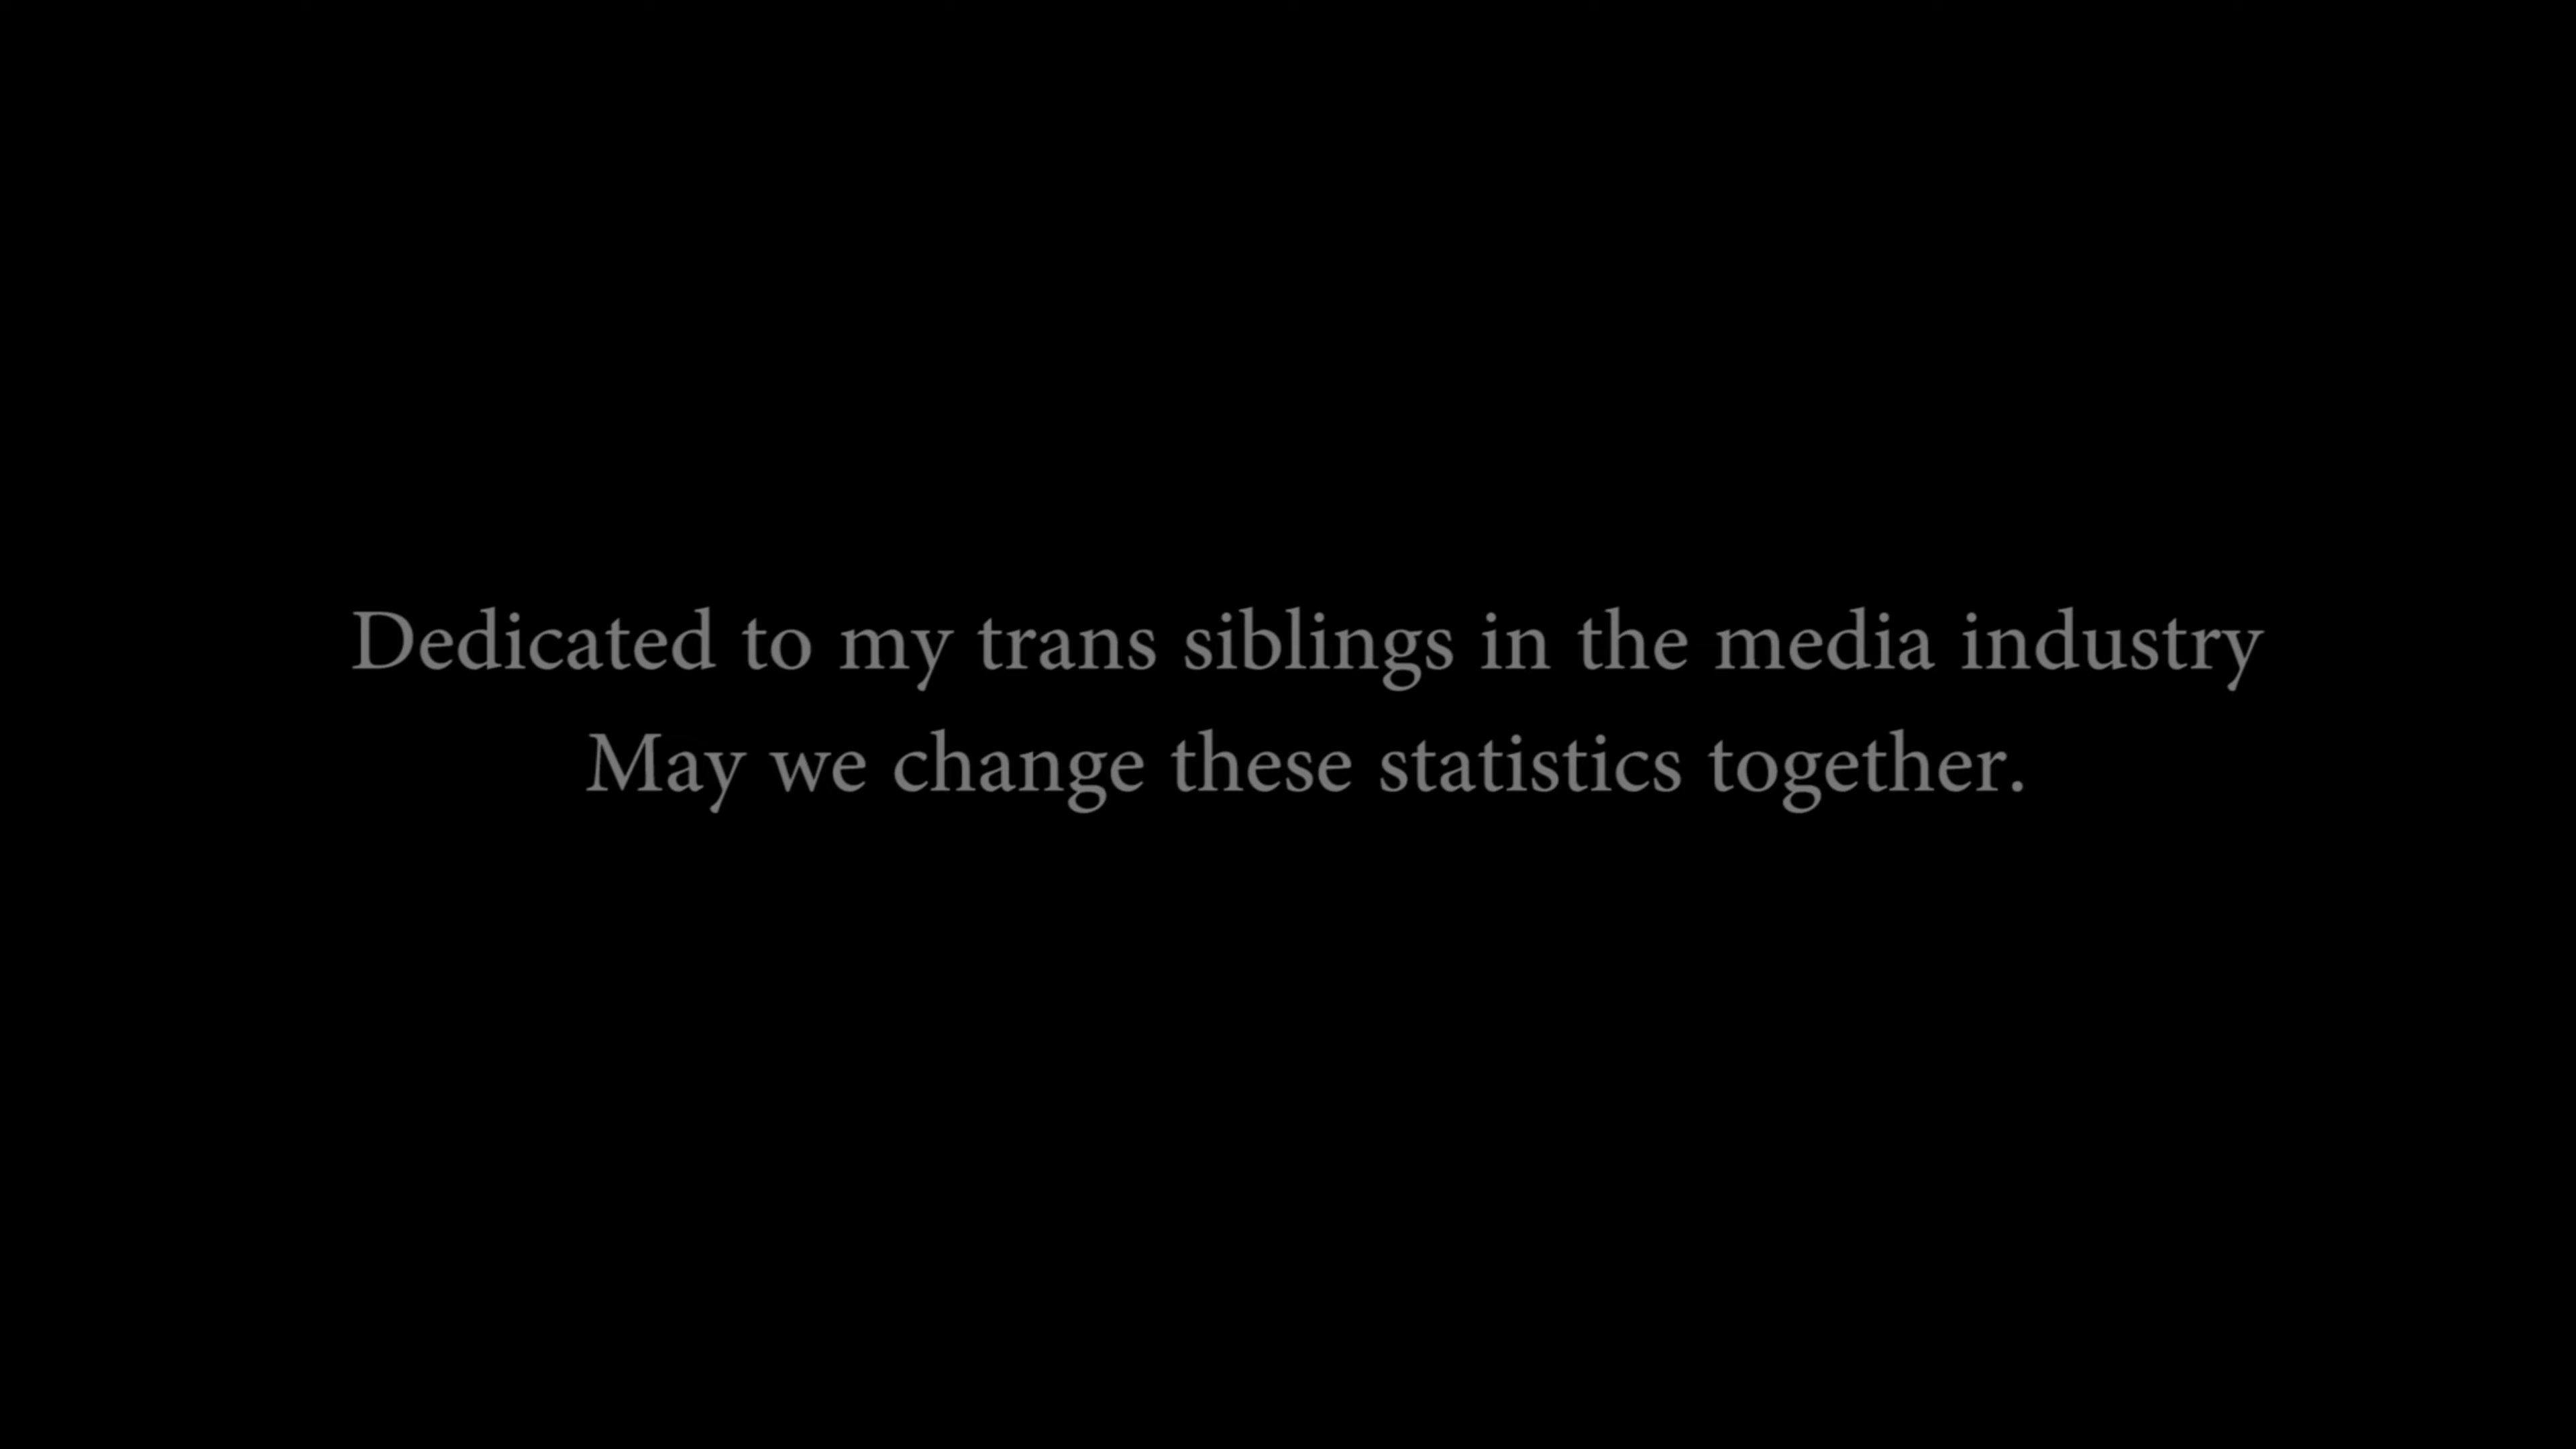 Dedicated to my trans siblings in the media industry
May we change these statistics together.